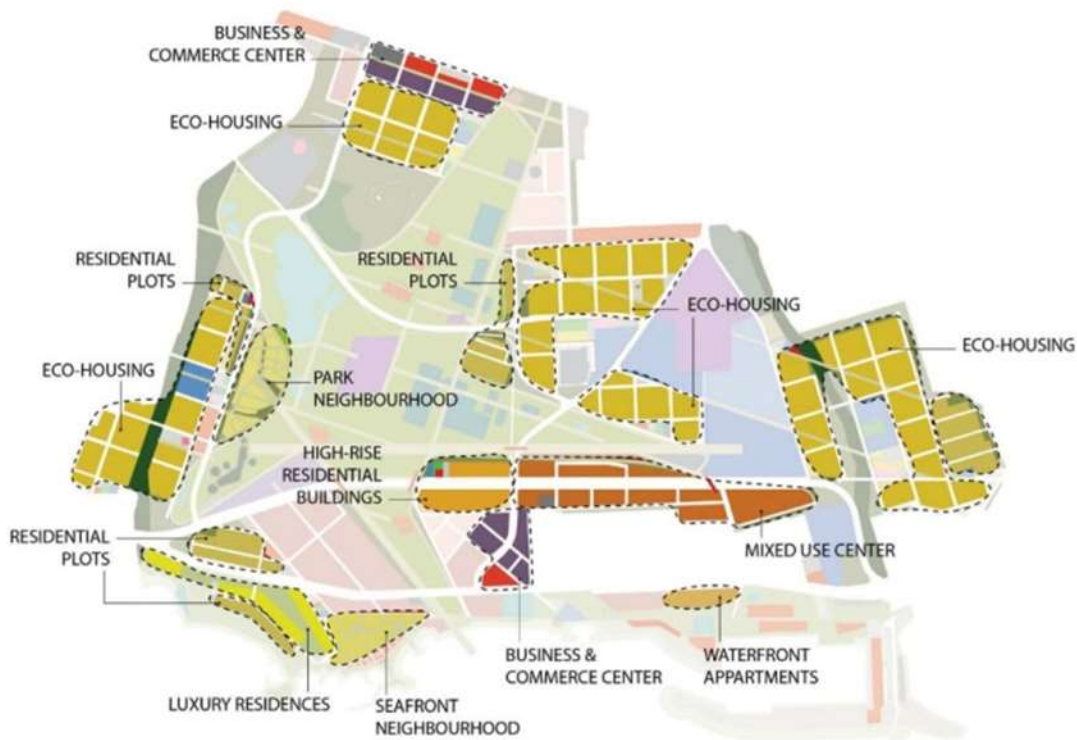 BUSINESS &
COMMERCE CENTER
ECO-HOUSING
RESIDENTIAL
PLOTS
RESIDENTIAL
PLOTS
ECO-HOUSING
ECO-HOUSING
ECO-HOUSING
PARK
NEIGHBOURHOOD
HIGH-RISE
RESIDENTIAL
BUILDINGS
RESIDENTIAL
PLOTS
MIXED USE CENTER
BUSINESS &
COMMERCE CENTER
WATERFRONT
APPARTMENTS
LUXURY RESIDENCES
SEAFRONT
NEIGHBOURHOOD